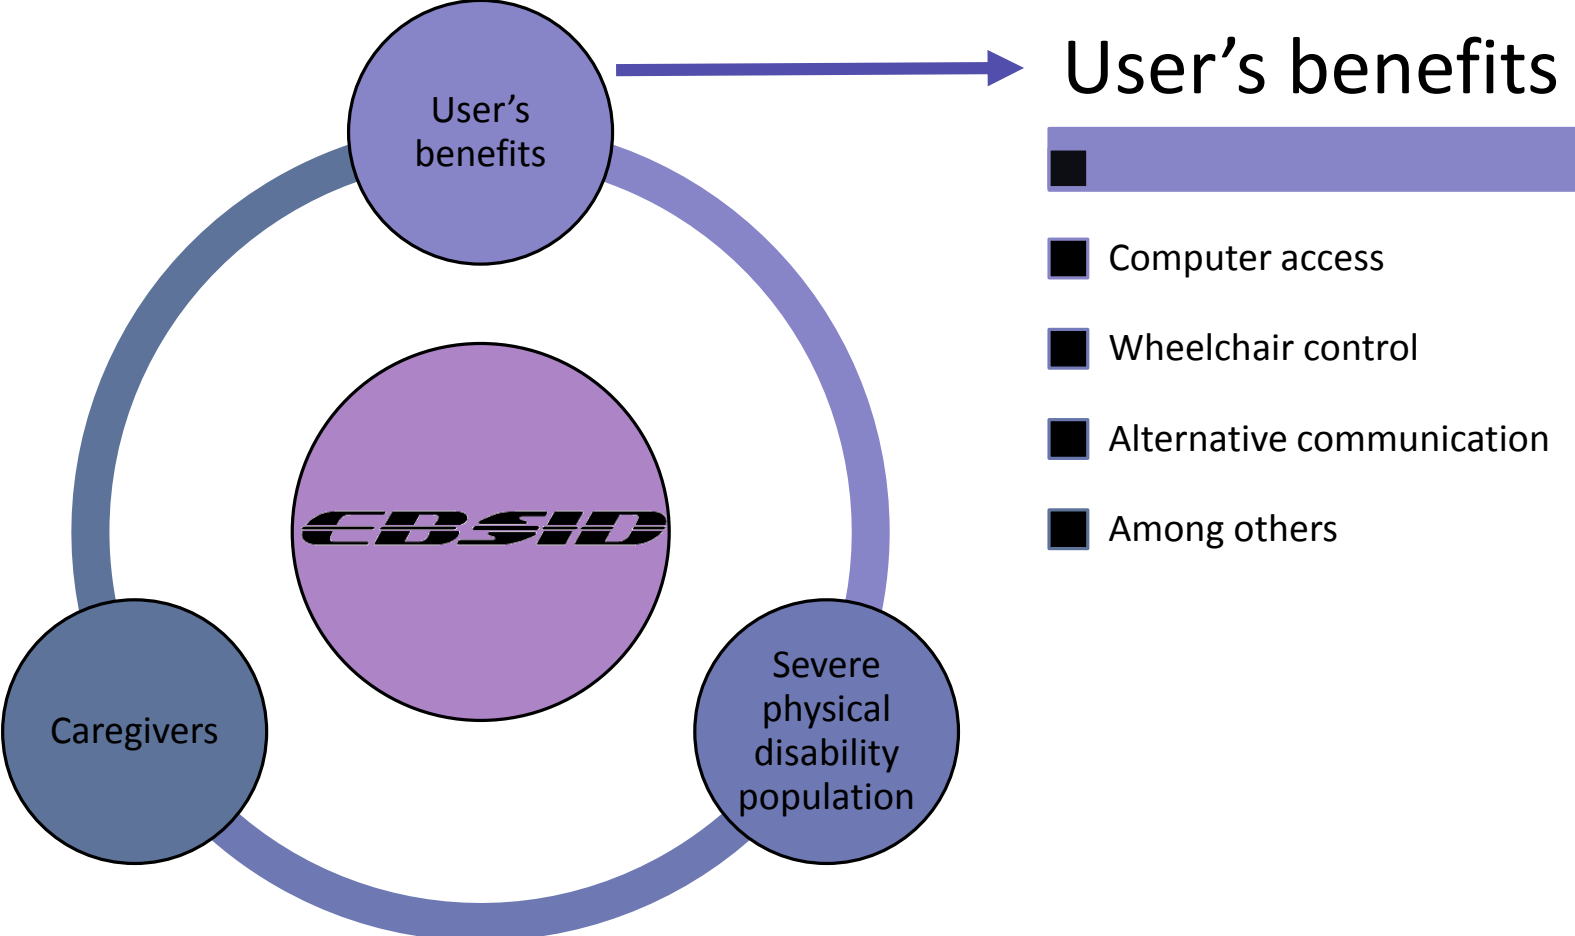 User’s
benefits
User’s benefits
Computer access
Wheelchair control
Alternative communication
Among others
CBSID
Caregivers
Severe
physical
disability
population